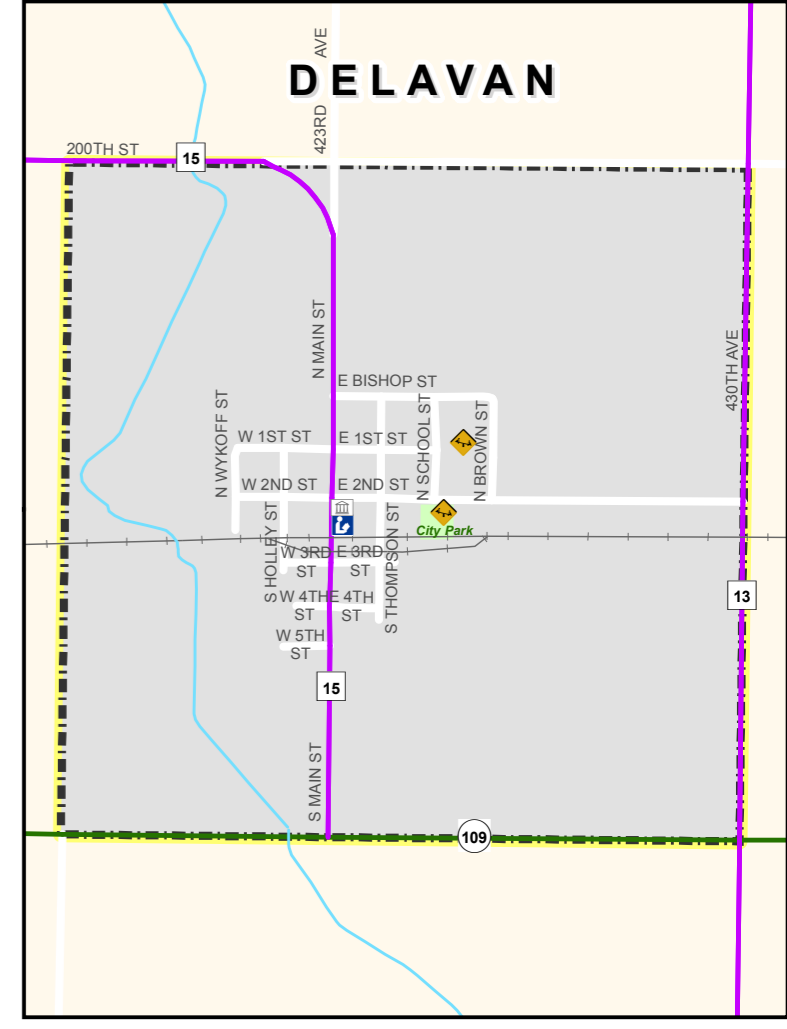 423RD AVE
DELAVAN
200TH ST
15
N MAIN ST
430TH AVE
E BISHOP ST
N WYKOFF ST
N SCHOOL ST
N BROWN ST
W 1ST ST
E 1ST ST
W 2ND ST
E 2ND ST
S HOLLEY ST
S THOMPSON ST
City Park
W 3RD
ST
E 3RD
ST
W 4TH
ST
E 4TH
ST
13
W 5TH
ST
15
S MAIN ST
109